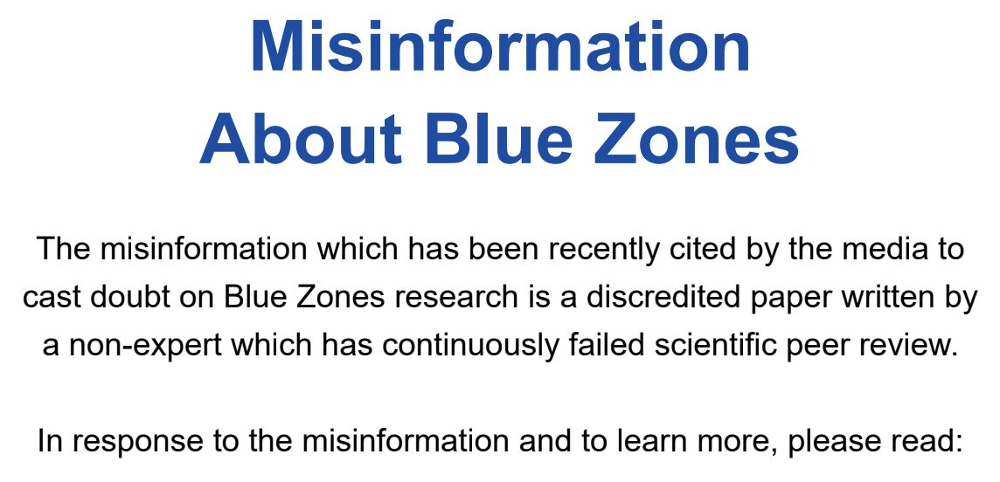 Misinformation
About Blue Zones
The misinformation which has been recently cited by the media to
cast doubt on Blue Zones research is a discredited paper written by
a non-expert which has continuously failed scientific peer review.
In response to the misinformation and to learn more, please read: